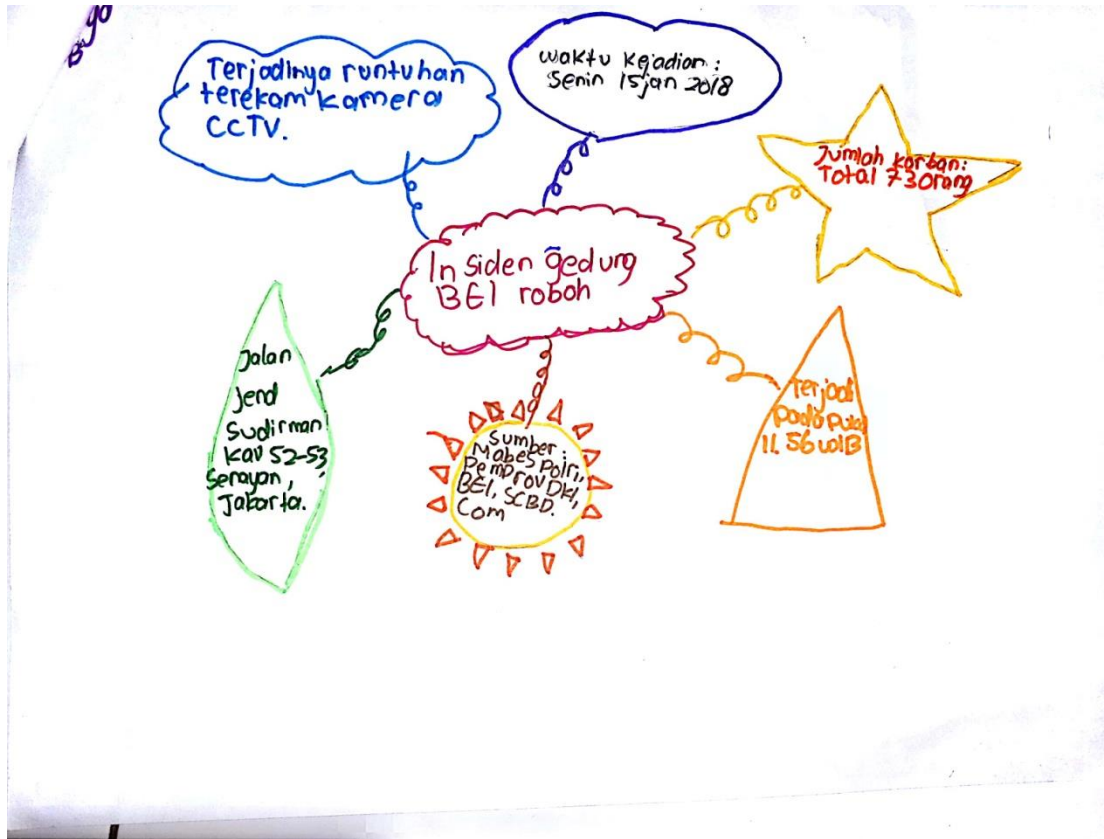 Terjadinya runtuhan
terekam kamera
CCTV.
waktu kejadian :
Senin 15 jan 2018
Jumlah korban:
Total 73 orang
Insiden gedung
BEI roboh
Jalan
Jend
Sudirman
Kav 52-53,
Senayan,
Jakarta.
Sumber :
Mabes Polri,
Pemprov DKI,
BEI, SCBD.
Com
Terjadi
pada pukul
11.56 WIB